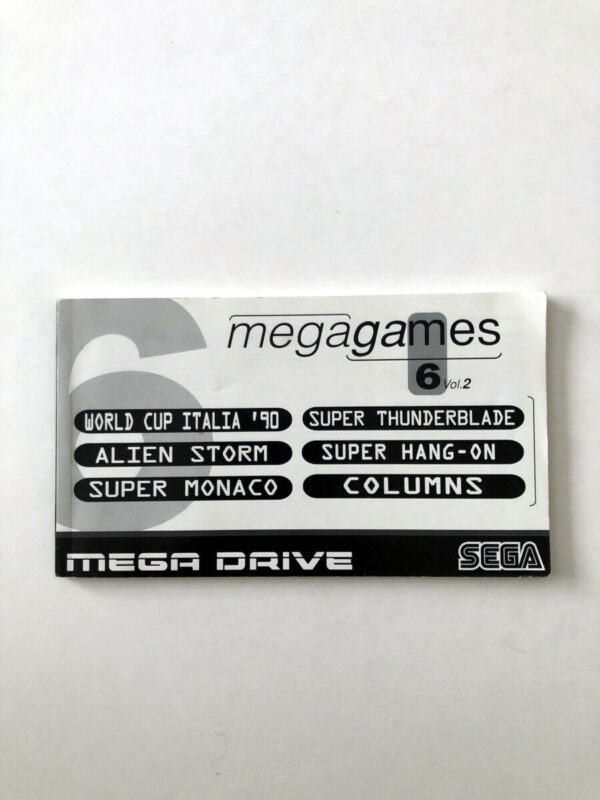 megagames
6 Vol.2
WORLD CUP ITALIA '90
SUPER THUNDERBLADE
ALIEN STORM
SUPER HANG-ON
SUPER MONACO
COLUMNS
6
MEGA DRIVE
SEGA